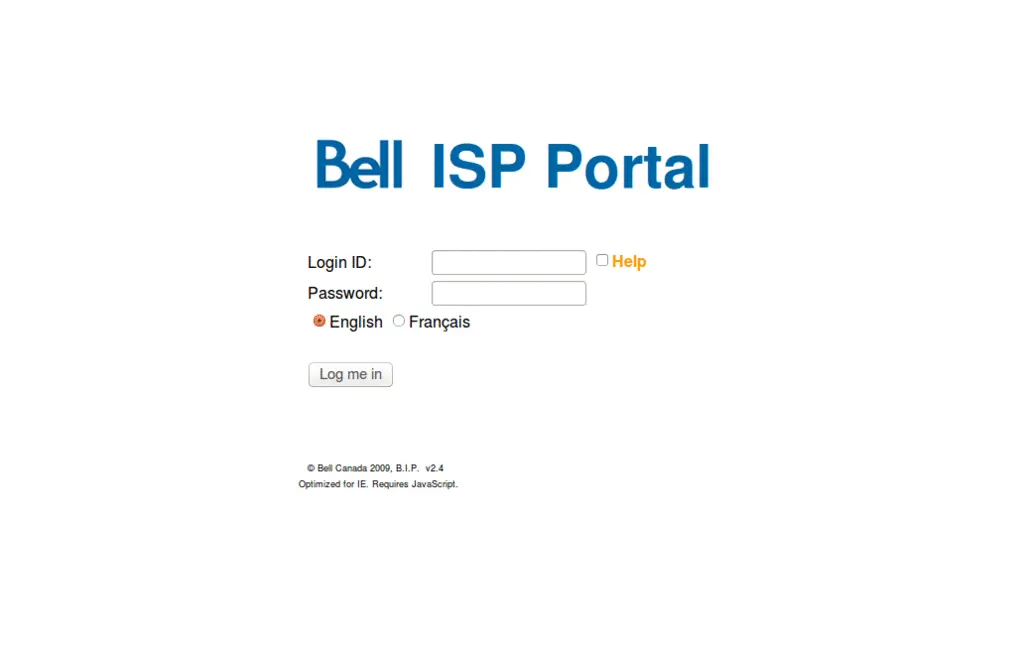 Bell ISP Portal
Login ID: Help
Password:
English Français
Log me in
© Bell Canada 2009, B.I.P. v2.4
Optimized for IE. Requires JavaScript.